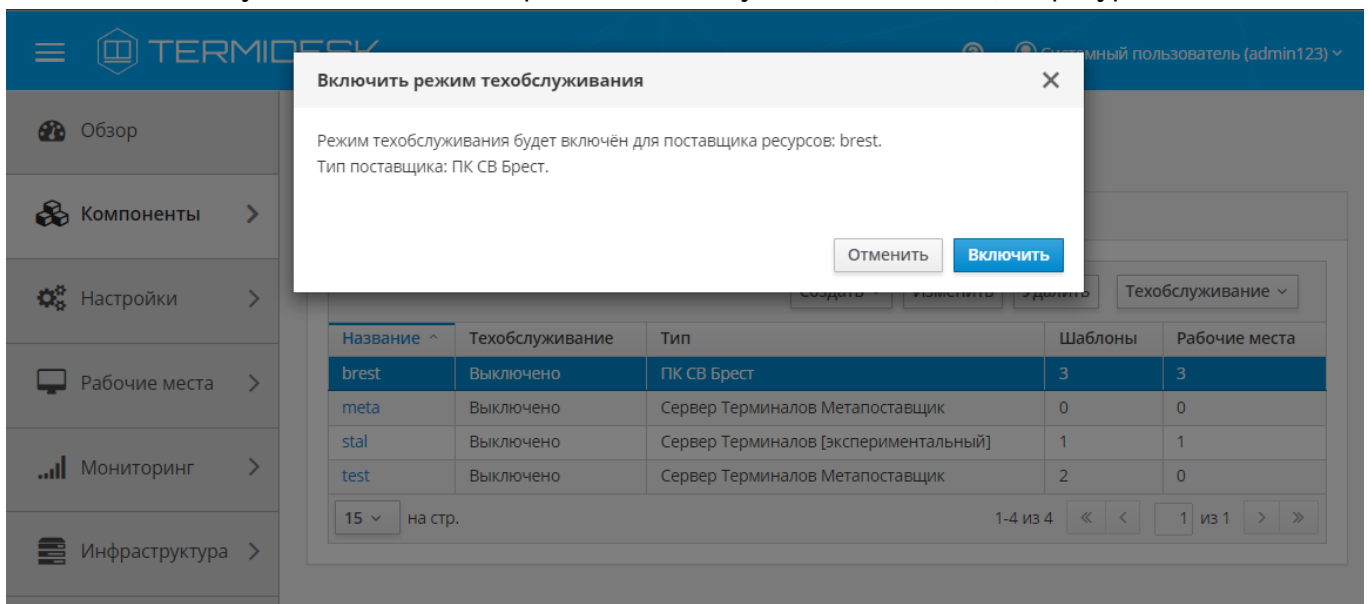 TERMIDESK
Системный пользователь (admin123)
Включить режим техобслуживания
Режим техобслуживания будет включён для поставщика ресурсов: brest.
Тип поставщика: ПК СВ Брест.
Отменить Включить
Обзор
Компоненты
Настройки
Рабочие места
Мониторинг
Инфраструктура
Создать Изменить Удалить Техобслуживание
Название Техобслуживание Тип Шаблоны Рабочие места
brest Выключено ПК СВ Брест 3 3
meta Выключено Сервер Терминалов Метапоставщик 0 0
stal Выключено Сервер Терминалов [экспериментальный] 1 1
test Выключено Сервер Терминалов Метапоставщик 2 0
15 на стр. 1-4 из 4 « < 1 из 1 > »